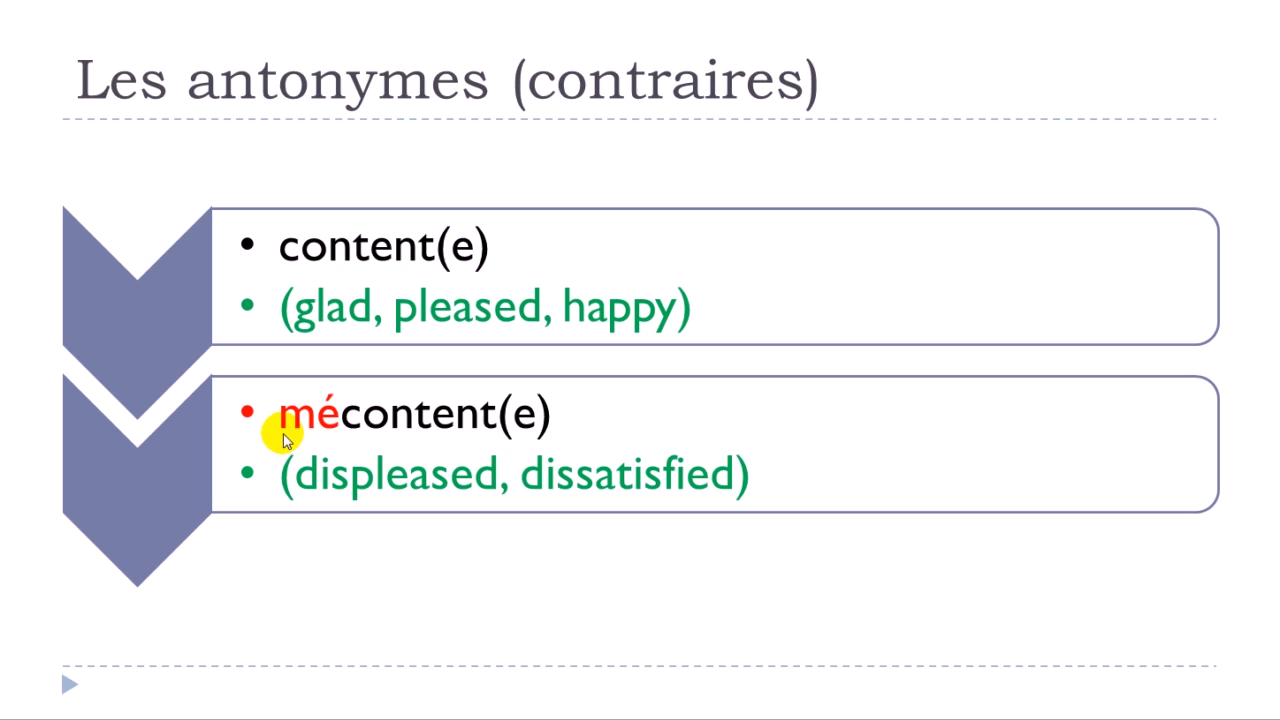 Les antonymes (contraires)
• content(e)
• (glad, pleased, happy)
• mécontent(e)
• (displeased, dissatisfied)